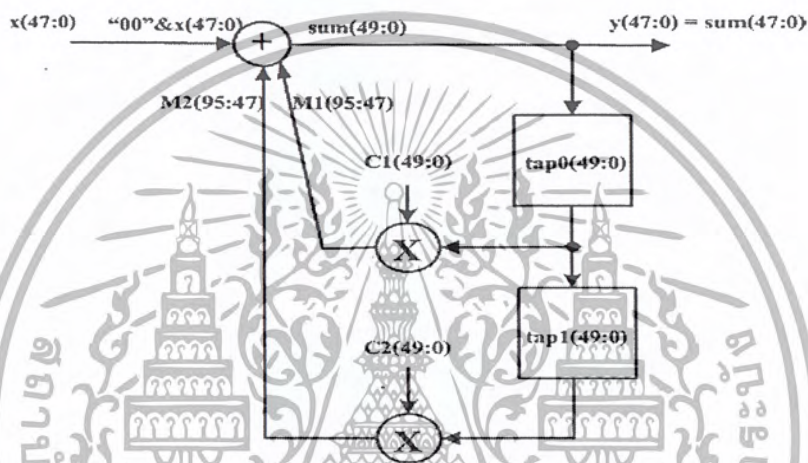 x(47:0)
“00”&x(47:0)
+
sum(49:0)
y(47:0) = sum(47:0)
M2(95:47)
M1(95:47)
C1(49:0)
tap0(49:0)
X
C2(49:0)
tap1(49:0)
X